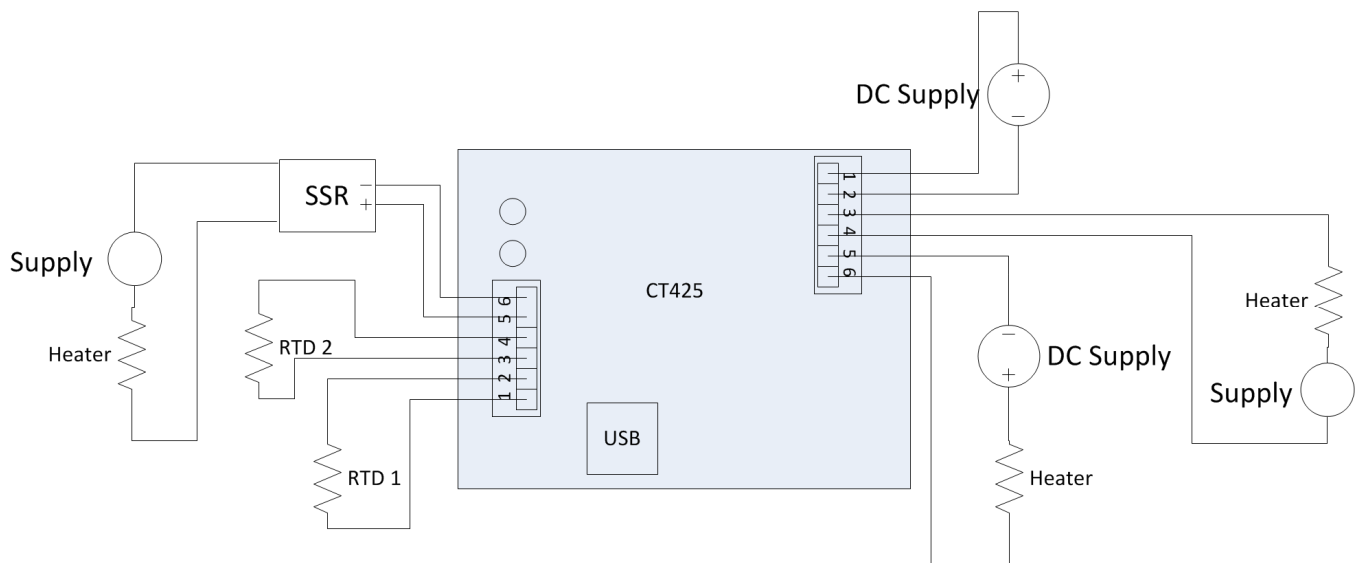 DC Supply
+
−
SSR
−
+
1
2
3
4
5
6
Supply
CT425
6
5
4
3
2
1
Heater
RTD 2
Heater
−
+
DC Supply
Supply
USB
RTD 1
Heater